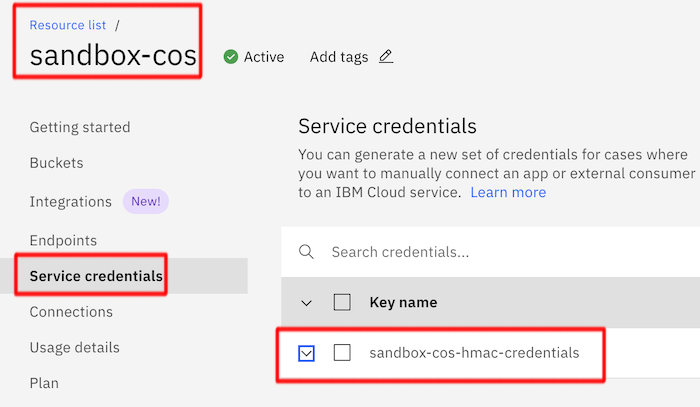 Resource list /
sandbox-cos
Active
Add tags
Getting started
Buckets
Integrations New!
Endpoints
Service credentials
Connections
Usage details
Plan
Service credentials
You can generate a new set of credentials for cases where
you want to manually connect an app or external consumer
to an IBM Cloud service. Learn more
Search credentials...
Key name
sandbox-cos-hmac-credentials